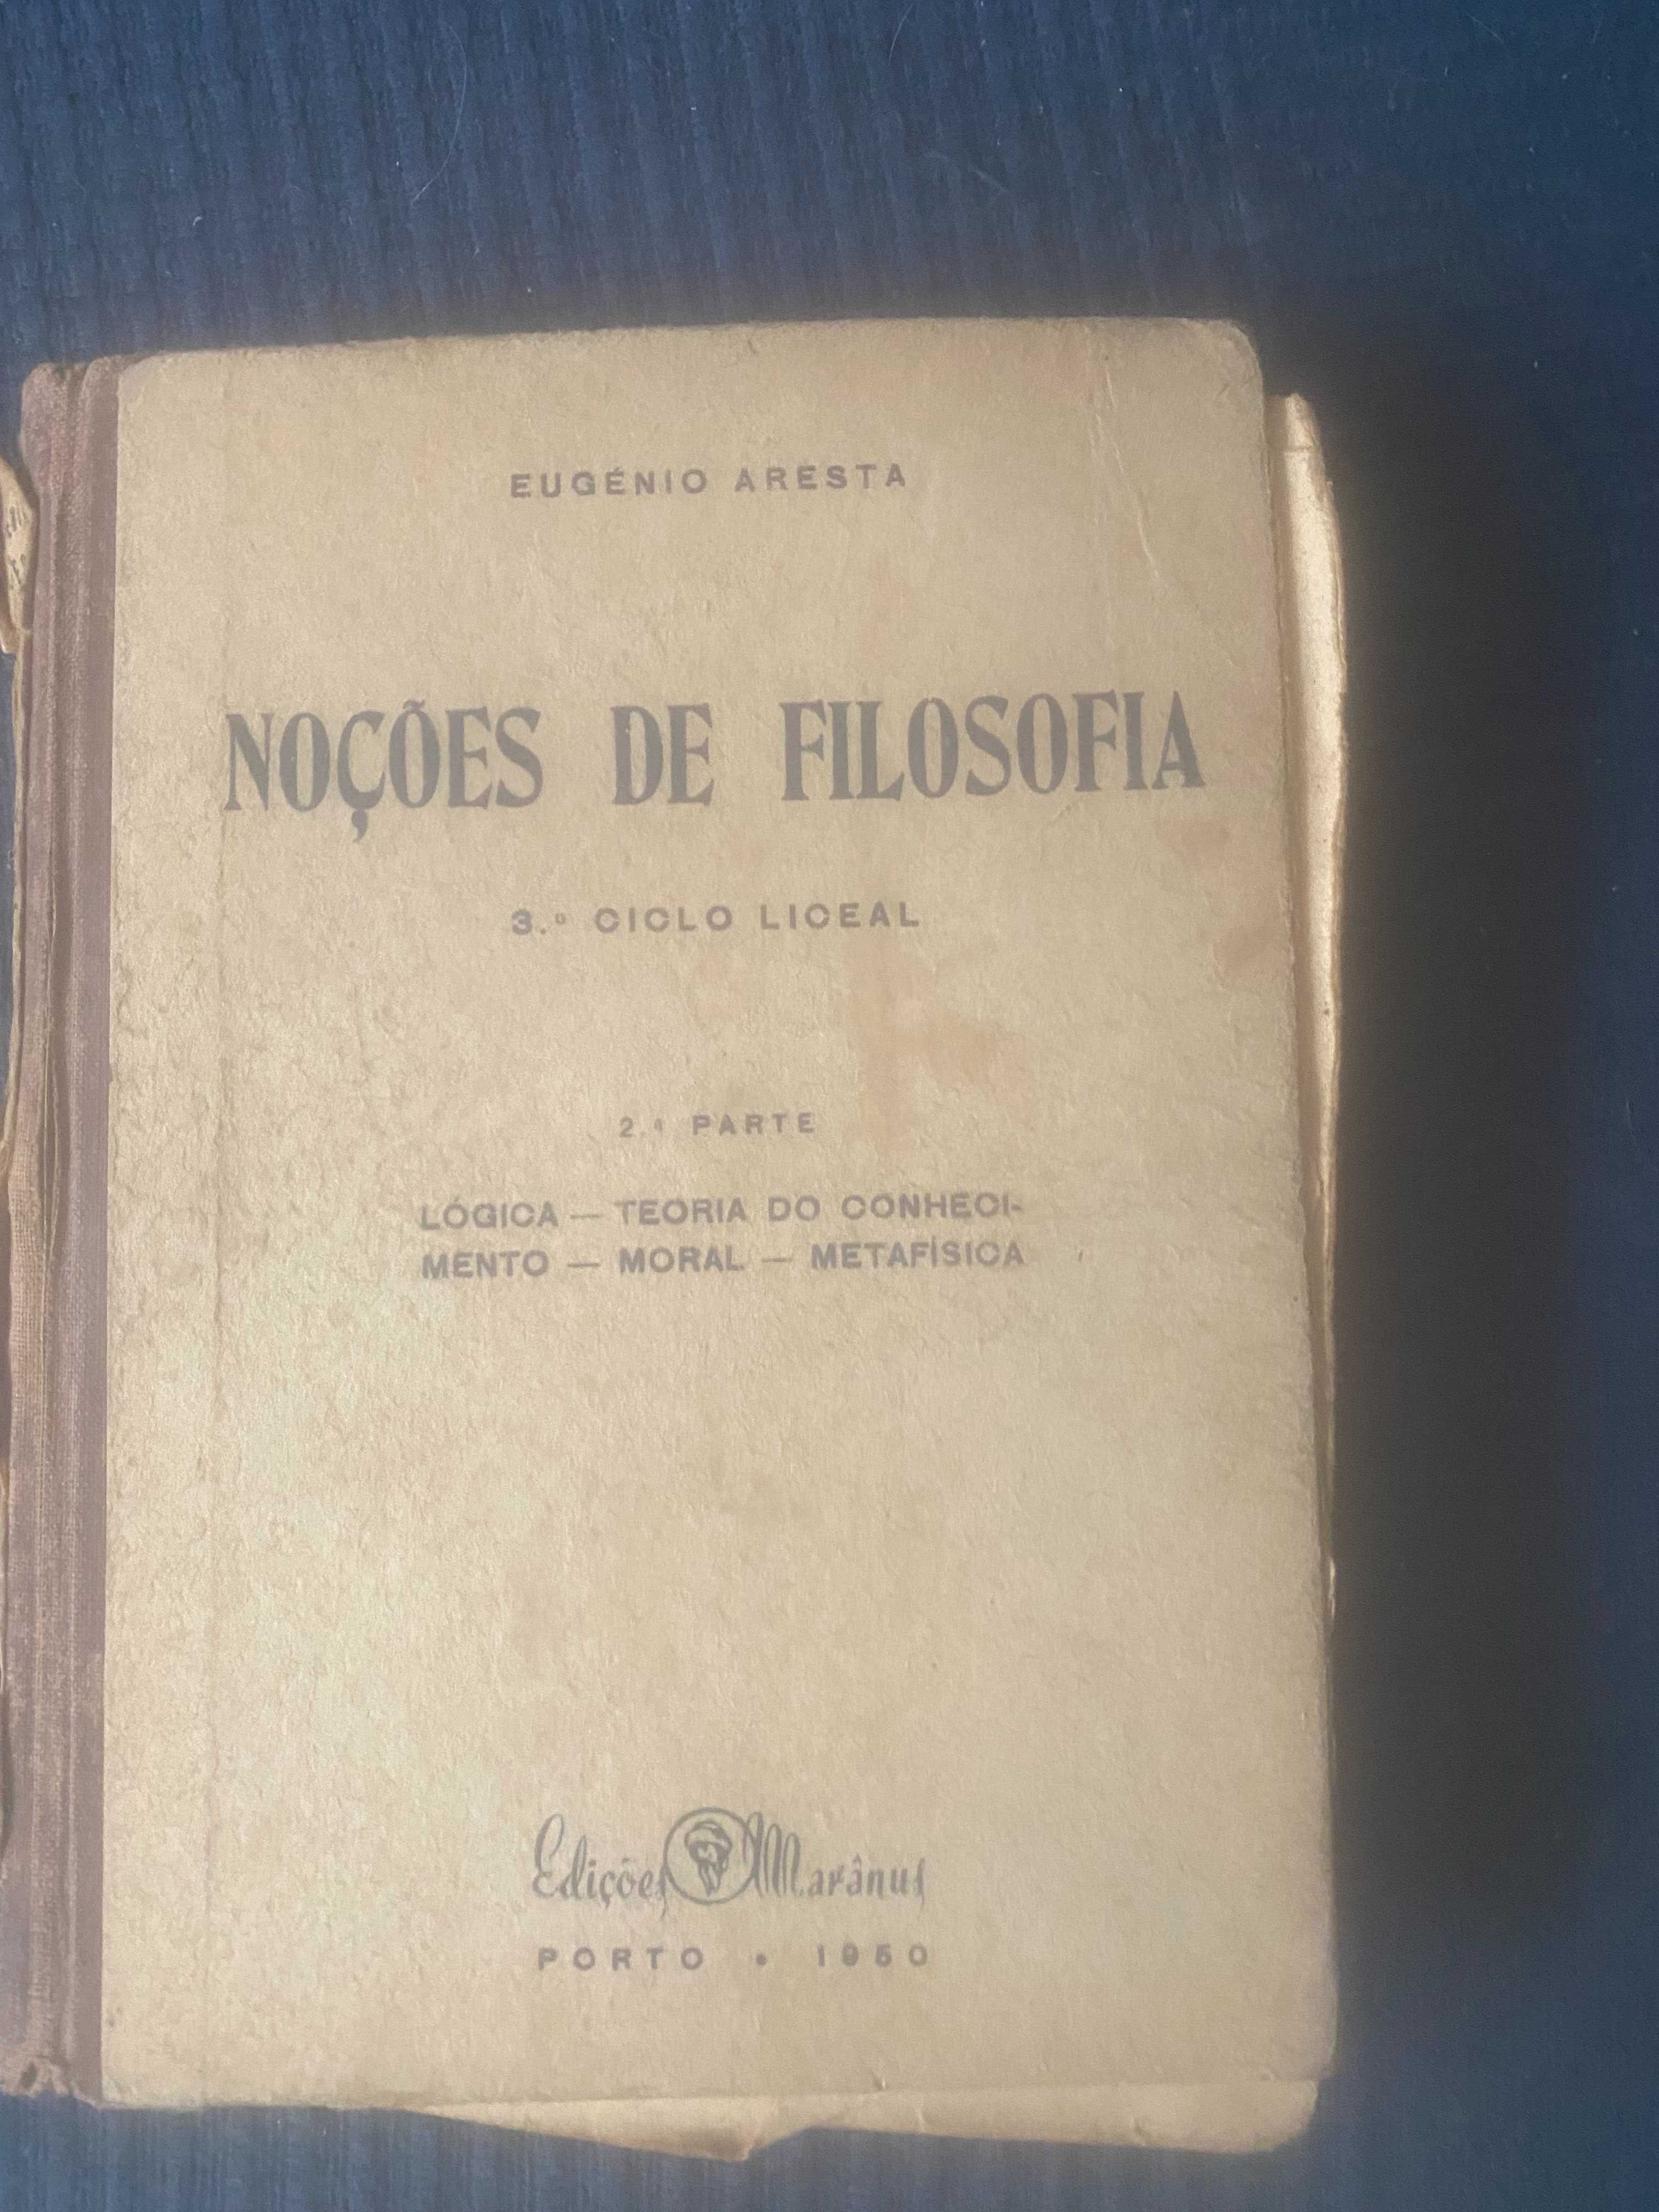 EUGÉNIO ARESTA
NOÇÕES DE FILOSOFIA
3.º CICLO LICEAL
2.ª PARTE
LÓGICA — TEORIA DO CONHECI-
MENTO — MORAL — METAFÍSICA
Edições Marânus
PORTO • 1950